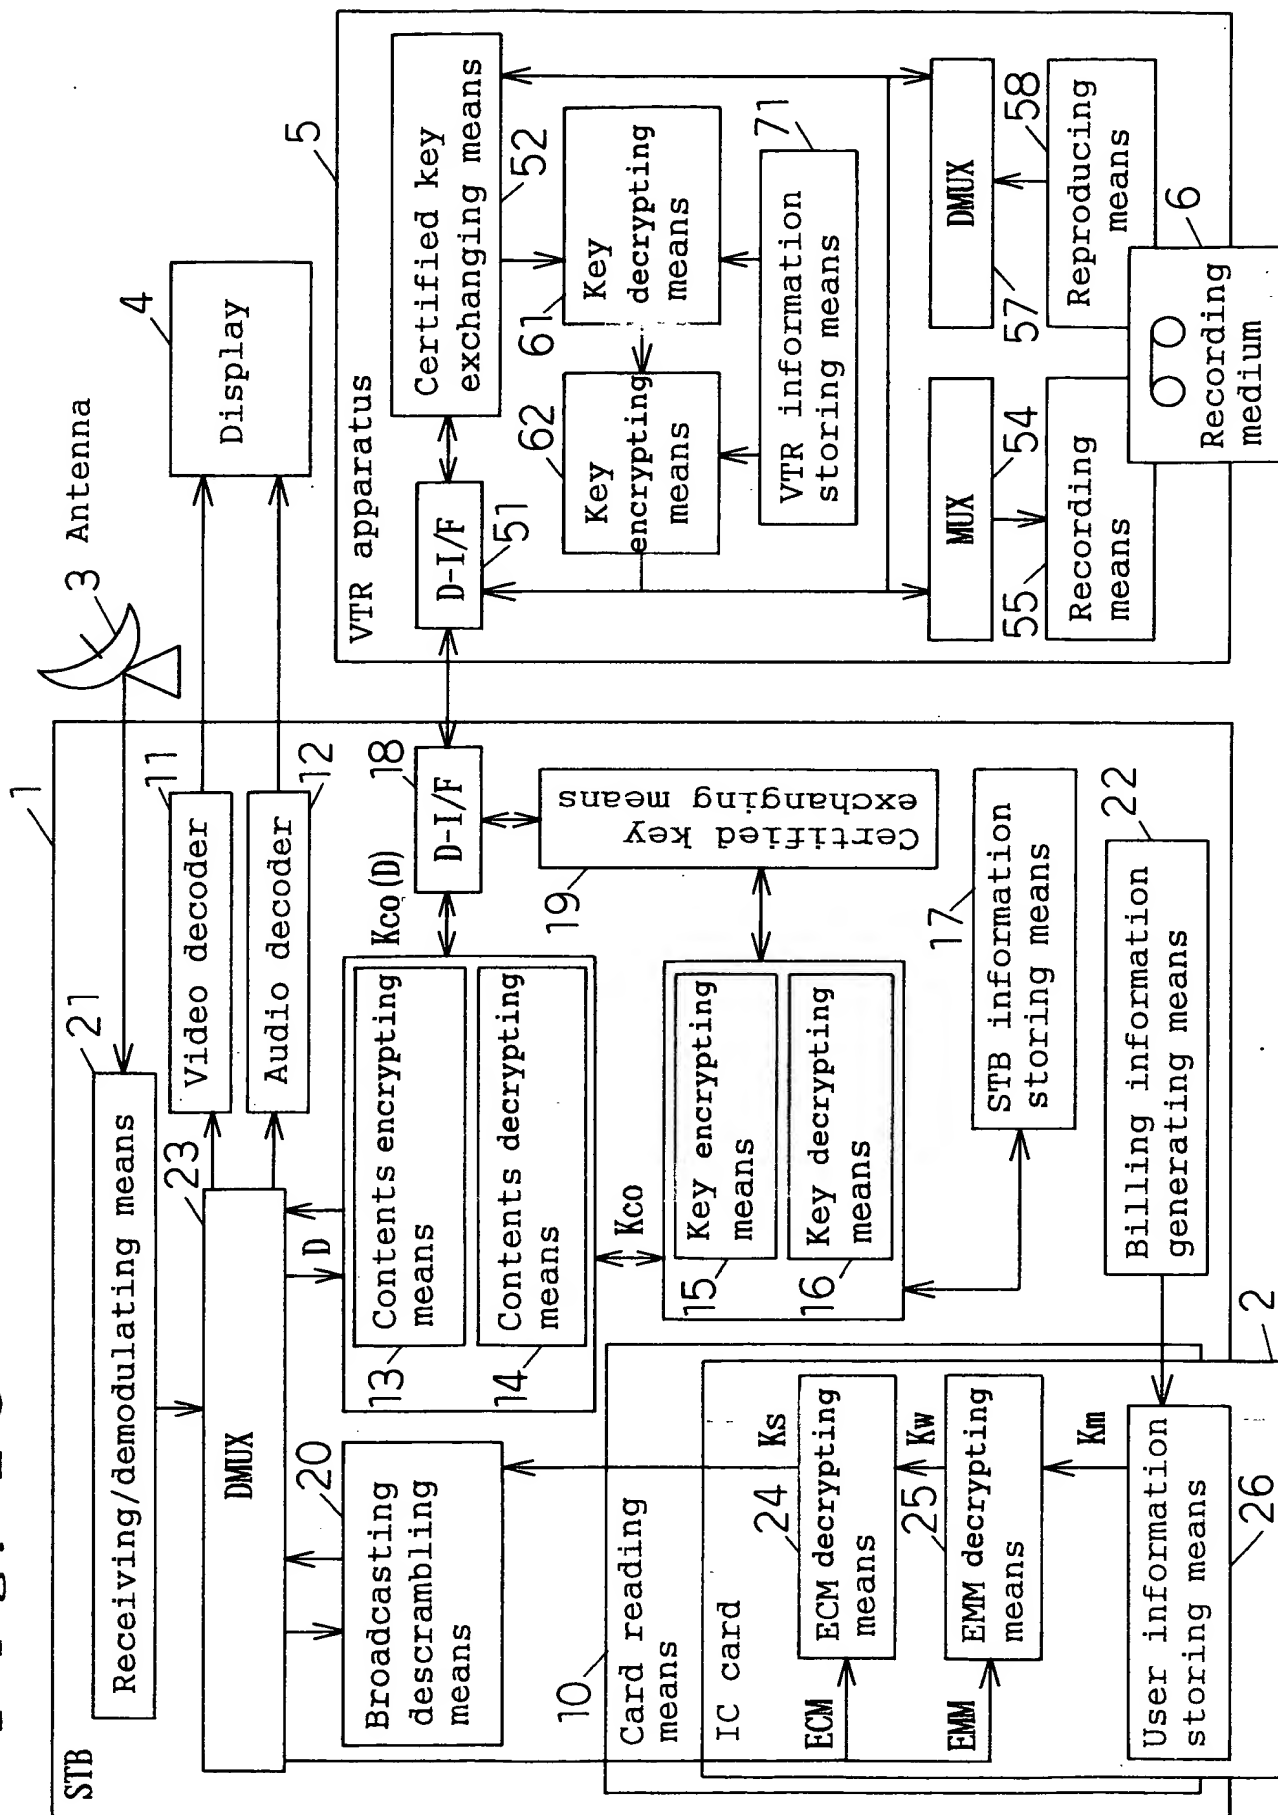 STB
1
Receiving/demodulating means
21
3
Antenna
DMUX
23
Video decoder
11
Audio decoder
12
4
Display
Broadcasting
descrambling
means
20
D
Contents encrypting
means
13
Contents decrypting
means
14
Kco(D)
D-I/F
18
Kco
Key encrypting
means
15
Key decrypting
means
16
Certified key
exchanging means
19
STB information
storing means
17
Billing information
generating means
22
10
Card reading
means
IC card
2
ECM
ECM decrypting
means
24
Ks
EMM
EMM decrypting
means
25
Kw
Km
User information
storing means
26
VTR apparatus
5
D-I/F
51
Certified key
exchanging means
52
Key
encrypting
means
62
Key
decrypting
means
61
VTR information
storing means
71
MUX
54
DMUX
57
Recording
means
55
Reproducing
means
58
Recording
medium
6